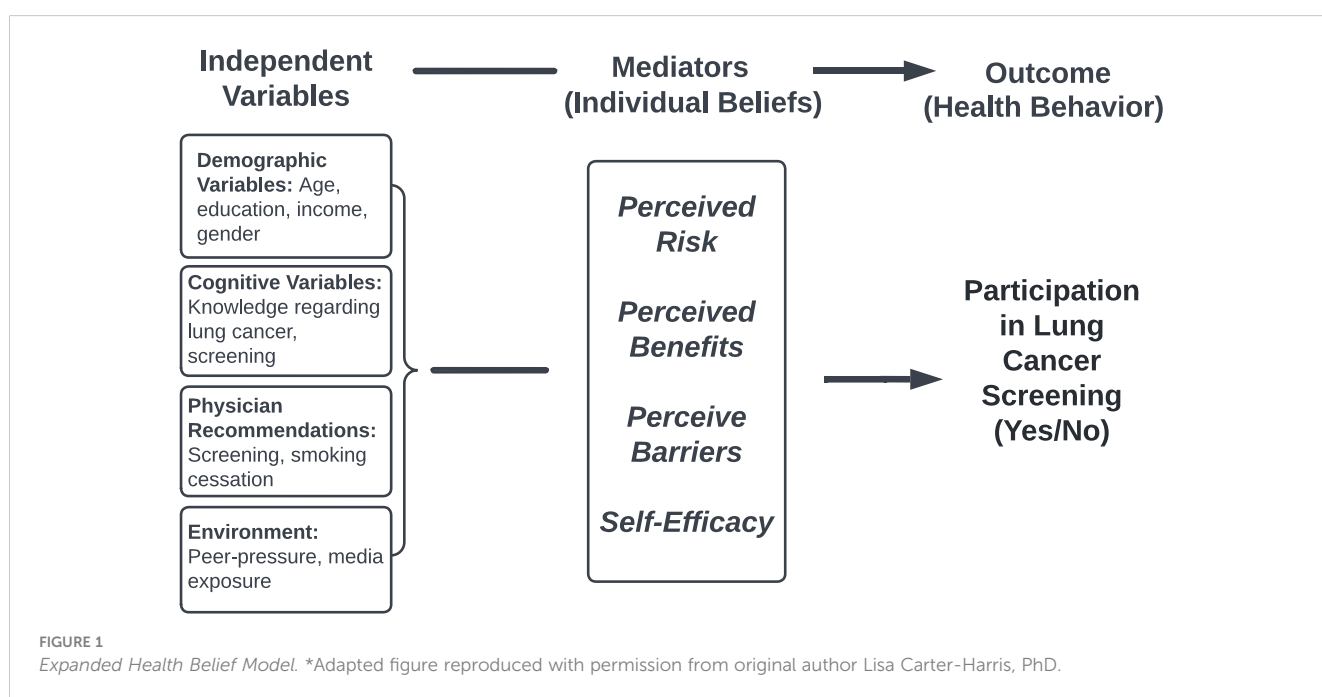 Independent
Variables
Mediators
(Individual Beliefs)
Outcome
(Health Behavior)
Demographic
Variables: Age,
education, income,
gender
Cognitive Variables:
Knowledge regarding
lung cancer,
screening
Physician
Recommendations:
Screening, smoking
cessation
Environment:
Peer-pressure, media
exposure
Perceived
Risk
Perceived
Benefits
Perceive
Barriers
Self-Efficacy
Participation
in Lung
Cancer
Screening
(Yes/No)
FIGURE 1
Expanded Health Belief Model. *Adapted figure reproduced with permission from original author Lisa Carter-Harris, PhD.